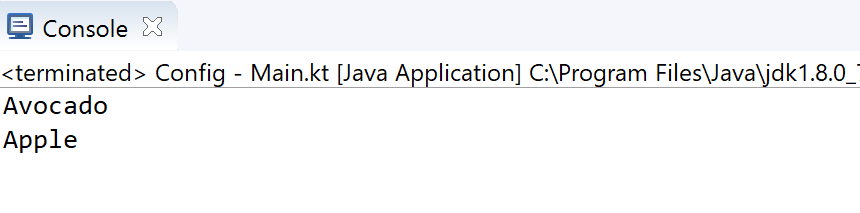 Console
<terminated> Config - Main.kt [Java Application] C:\Program Files\Java\jdk1.8.0_
Avocado
Apple